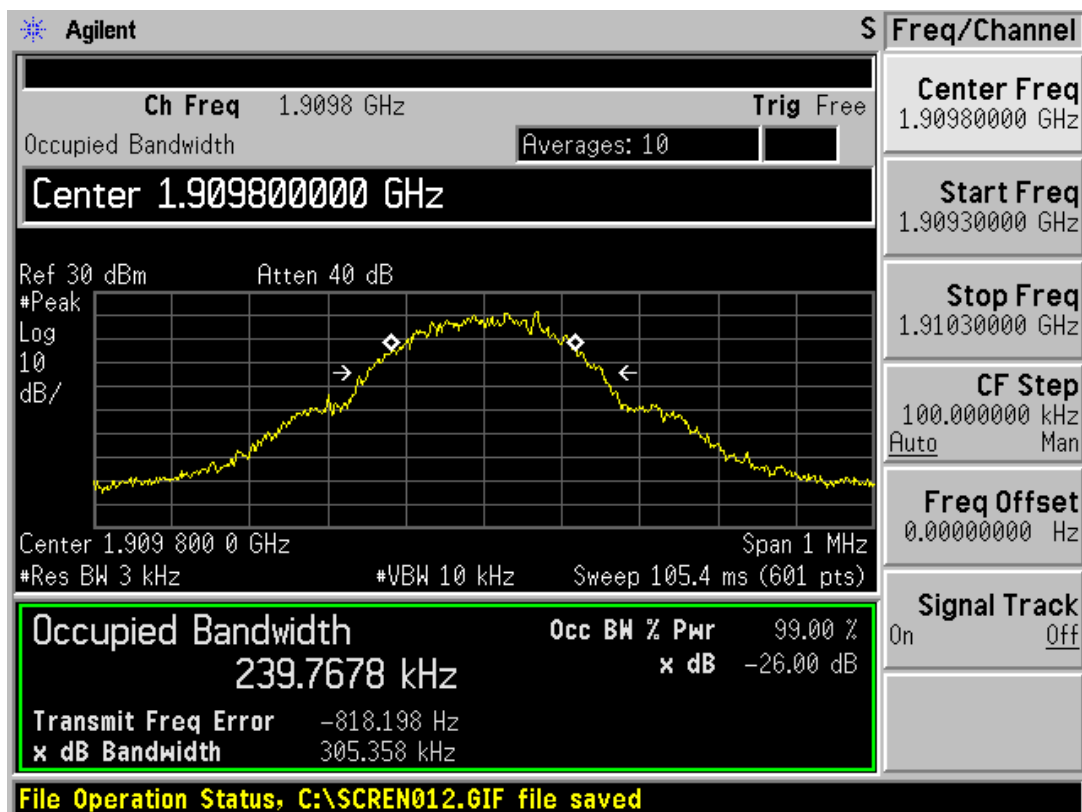 Agilent S
Ch Freq 1.9098 GHz Trig Free
Occupied Bandwidth Averages: 10
Center 1.909800000 GHz
Ref 30 dBm Atten 40 dB
#Peak
Log
10
dB/
Center 1.909 800 0 GHz Span 1 MHz
#Res BW 3 kHz #VBW 10 kHz Sweep 105.4 ms (601 pts)
Occupied Bandwidth Occ BW % Pwr 99.00 %
239.7678 kHz x dB -26.00 dB
Transmit Freq Error -818.198 Hz
x dB Bandwidth 305.358 kHz
File Operation Status, C:\SCREN012.GIF file saved
Freq/Channel
Center Freq
1.90980000 GHz
Start Freq
1.90930000 GHz
Stop Freq
1.91030000 GHz
CF Step
100.000000 kHz
Auto Man
Freq Offset
0.00000000 Hz
Signal Track
On Off